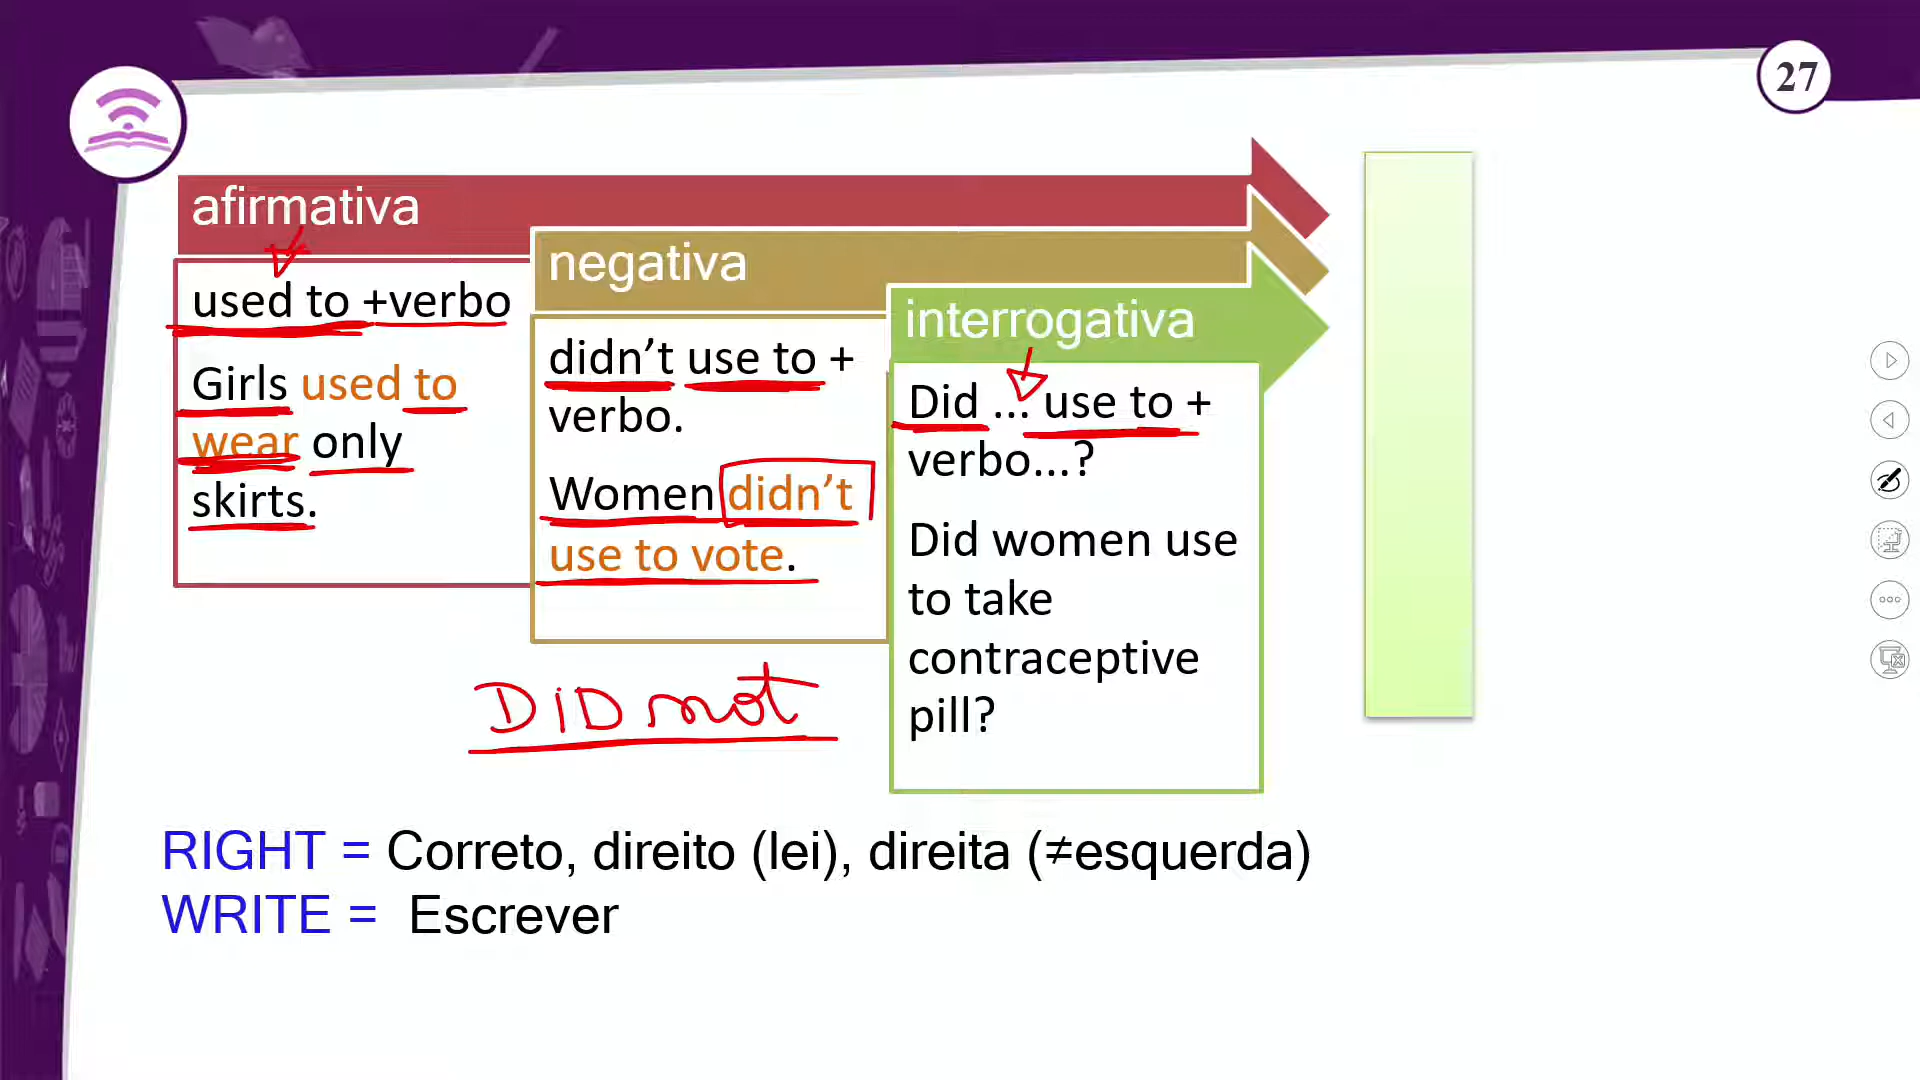 27
afirmativa
used to +verbo
Girls used to
wear only
skirts.
negativa
didn’t use to +
verbo.
Women didn’t
use to vote.
interrogativa
Did ... use to +
verbo...?
Did women use
to take
contraceptive
pill?
DID not
RIGHT = Correto, direito (lei), direita (≠esquerda)
WRITE = Escrever